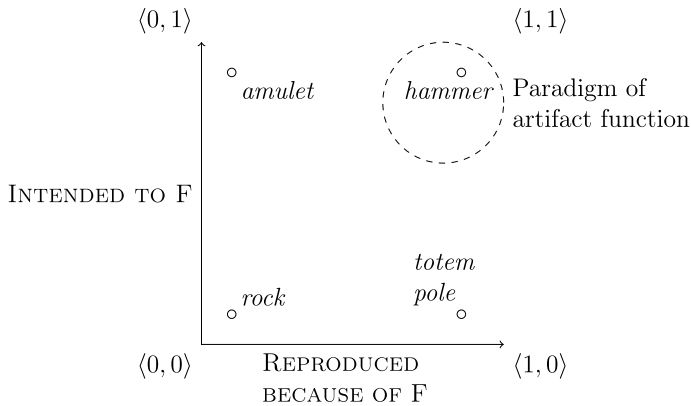 ⟨0, 1⟩
⟨1, 1⟩
amulet
hammer
Paradigm of
artifact function
INTENDED TO F
totem
pole
rock
⟨0, 0⟩
REPRODUCED
BECAUSE OF F
⟨1, 0⟩